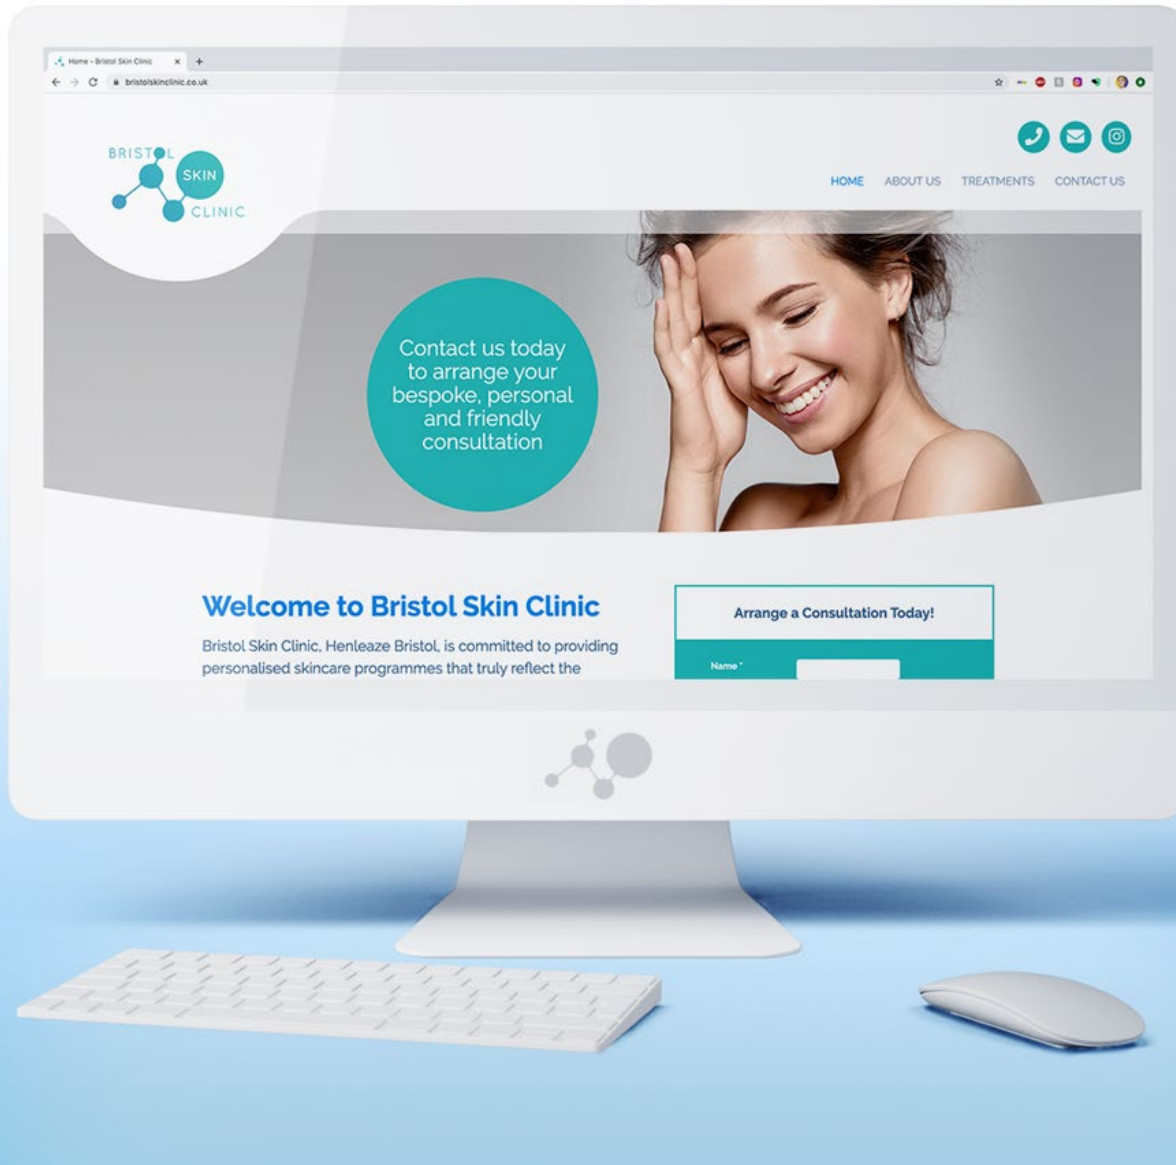 Home - Bristol Skin Clinic
bristolskinclinic.co.uk
BRISTOL
SKIN
CLINIC
HOME ABOUT US TREATMENTS CONTACT US
Contact us today
to arrange your
bespoke, personal
and friendly
consultation
Welcome to Bristol Skin Clinic
Bristol Skin Clinic, Henleaze Bristol, is committed to providing
personalised skincare programmes that truly reflect the
Arrange a Consultation Today!
Name *